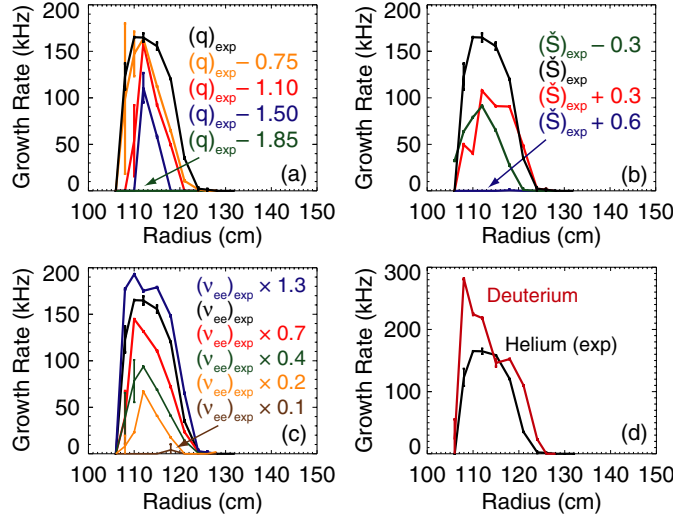 200
150
100
50
0
Growth Rate (kHz)
(q)exp
(q)exp − 0.75
(q)exp − 1.10
(q)exp − 1.50
(q)exp − 1.85
(a)
100 110 120 130 140 150
Radius (cm)
200
150
100
50
0
Growth Rate (kHz)
(Š)exp − 0.3
(Š)exp
(Š)exp + 0.3
(Š)exp + 0.6
(b)
100 110 120 130 140 150
Radius (cm)
200
150
100
50
0
Growth Rate (kHz)
(νee)exp × 1.3
(νee)exp
(νee)exp × 0.7
(νee)exp × 0.4
(νee)exp × 0.2
(νee)exp × 0.1
(c)
100 110 120 130 140 150
Radius (cm)
300
200
100
0
Growth Rate (kHz)
Deuterium
Helium (exp)
(d)
100 110 120 130 140 150
Radius (cm)